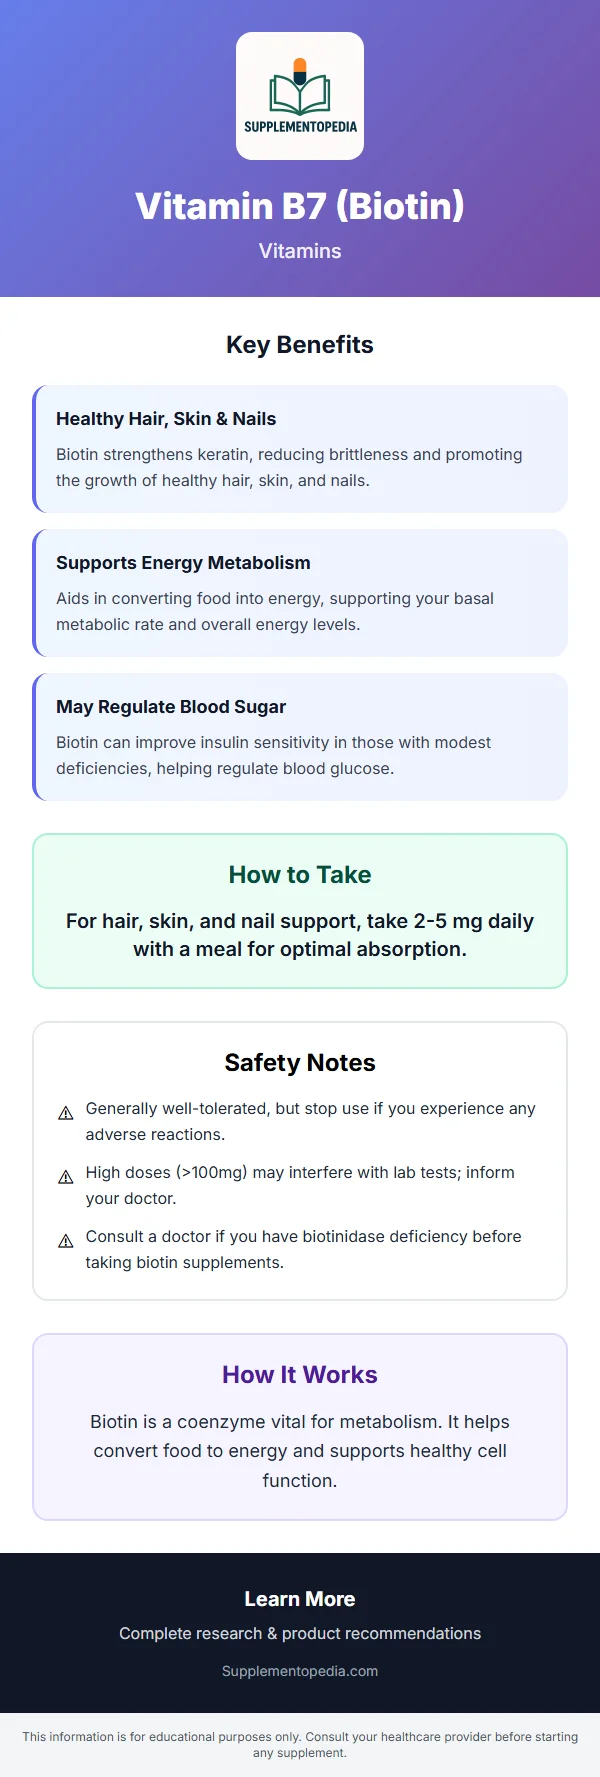 SUPPLEMENTOPEDIA
Vitamin B7 (Biotin)
Vitamins
Key Benefits
Healthy Hair, Skin & Nails
Biotin strengthens keratin, reducing brittleness and promoting
the growth of healthy hair, skin, and nails.
Supports Energy Metabolism
Aids in converting food into energy, supporting your basal
metabolic rate and overall energy levels.
May Regulate Blood Sugar
Biotin can improve insulin sensitivity in those with modest
deficiencies, helping regulate blood glucose.
How to Take
For hair, skin, and nail support, take 2-5 mg daily
with a meal for optimal absorption.
Safety Notes
Generally well-tolerated, but stop use if you experience any
adverse reactions.
High doses (>100mg) may interfere with lab tests; inform
your doctor.
Consult a doctor if you have biotinidase deficiency before
taking biotin supplements.
How It Works
Biotin is a coenzyme vital for metabolism. It helps
convert food to energy and supports healthy cell
function.
Learn More
Complete research & product recommendations
Supplementopedia.com
This information is for educational purposes only. Consult your healthcare provider before starting
any supplement.